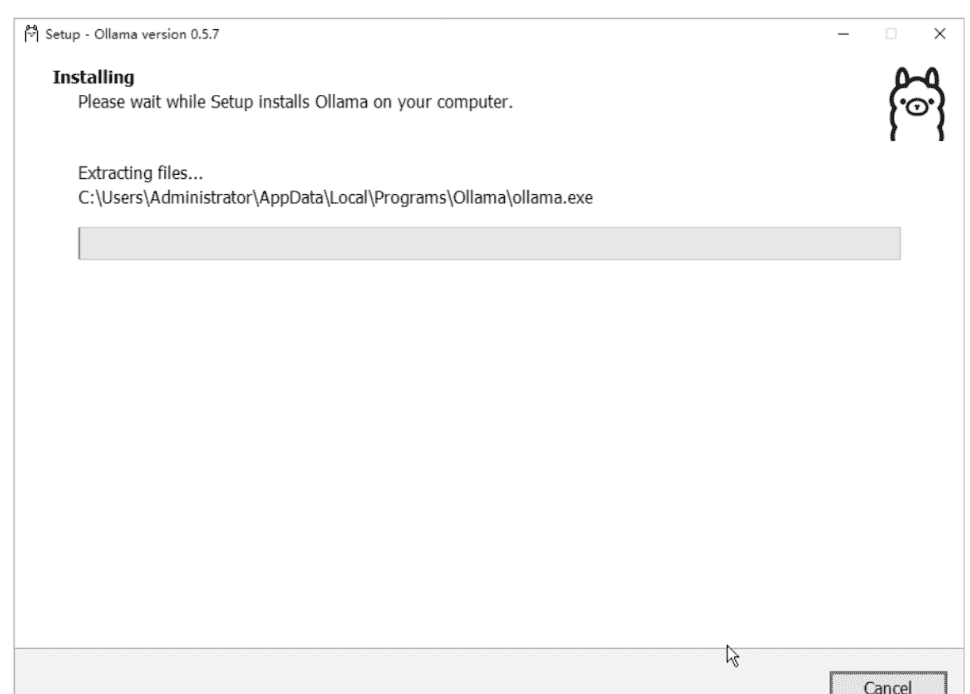 Setup - Ollama version 0.5.7
Installing
Please wait while Setup installs Ollama on your computer.
Extracting files...
C:\Users\Administrator\AppData\Local\Programs\Ollama\ollama.exe
Cancel